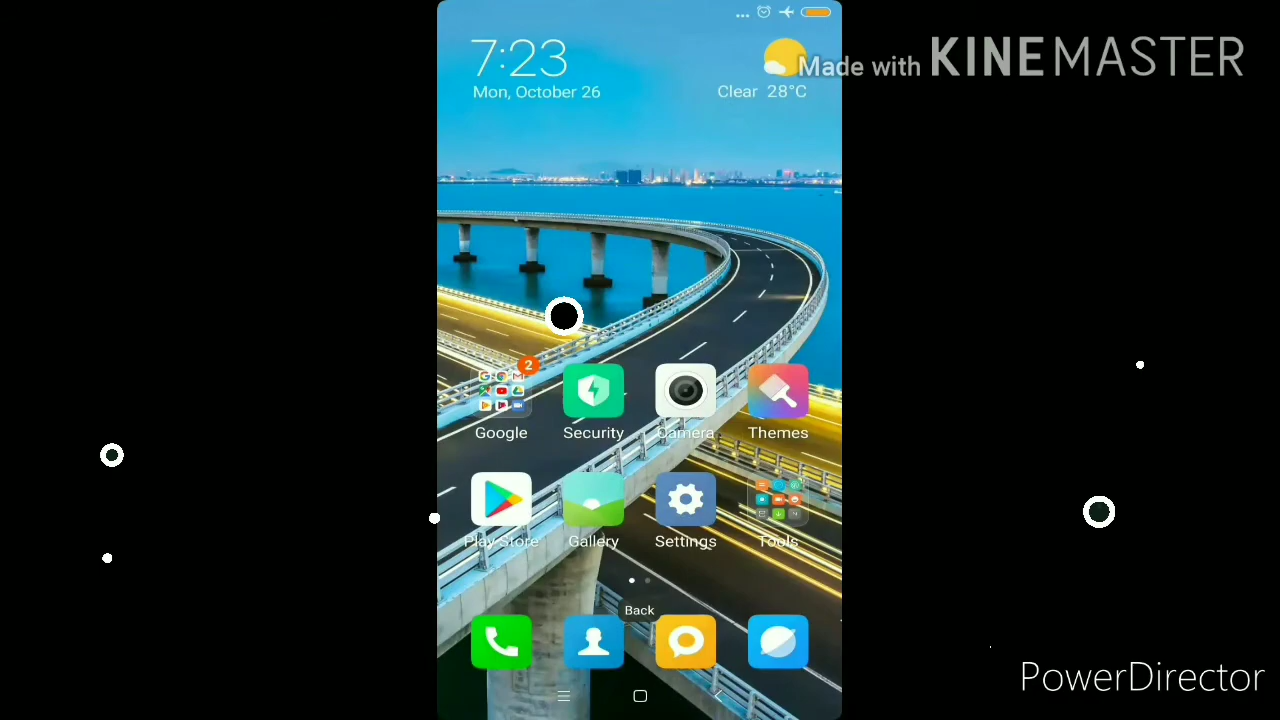 7:23
Mon, October 26
Clear 28°C
Made with KINEMASTER
2
Google
Security
Camera
Themes
Play Store
Gallery
Settings
Tools
Back
PowerDirector